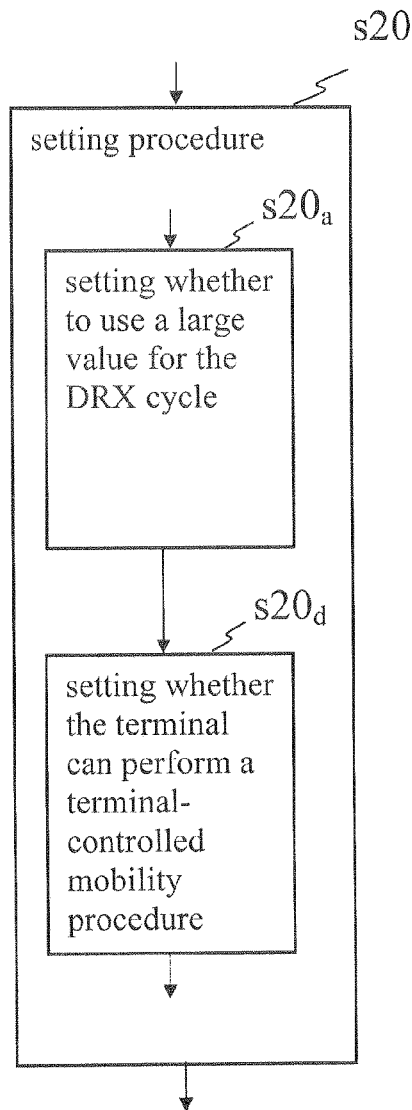 s20
setting procedure
s20a
setting whether
to use a large
value for the
DRX cycle
s20d
setting whether
the terminal
can perform a
terminal-
controlled
mobility
procedure